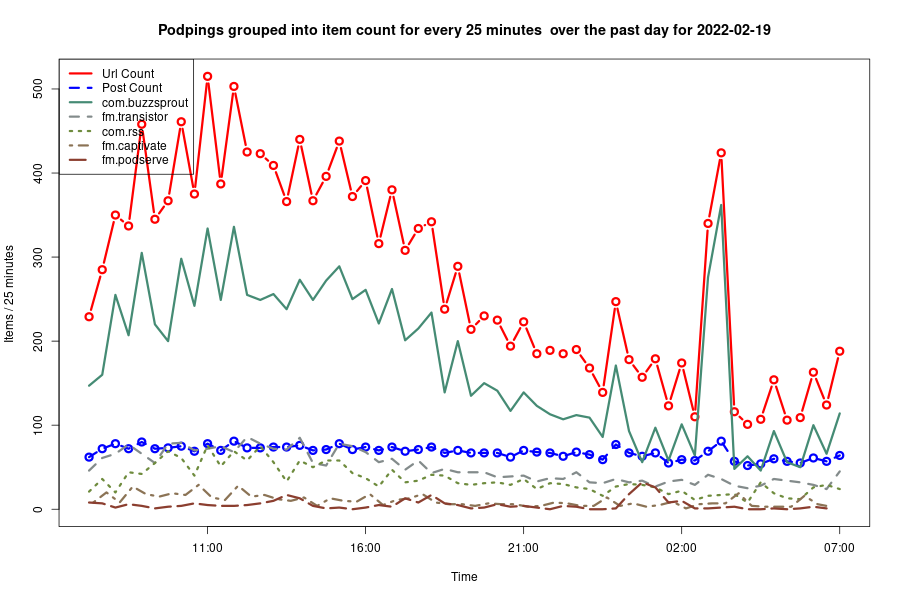 Podpings grouped into item count for every 25 minutes  over the past day for 2022-02-19
Url Count
Post Count
com.buzzsprout
fm.transistor
com.rss
fm.captivate
fm.podserve
500
400
300
200
100
0
Items / 25 minutes
11:00
16:00
21:00
02:00
07:00
Time